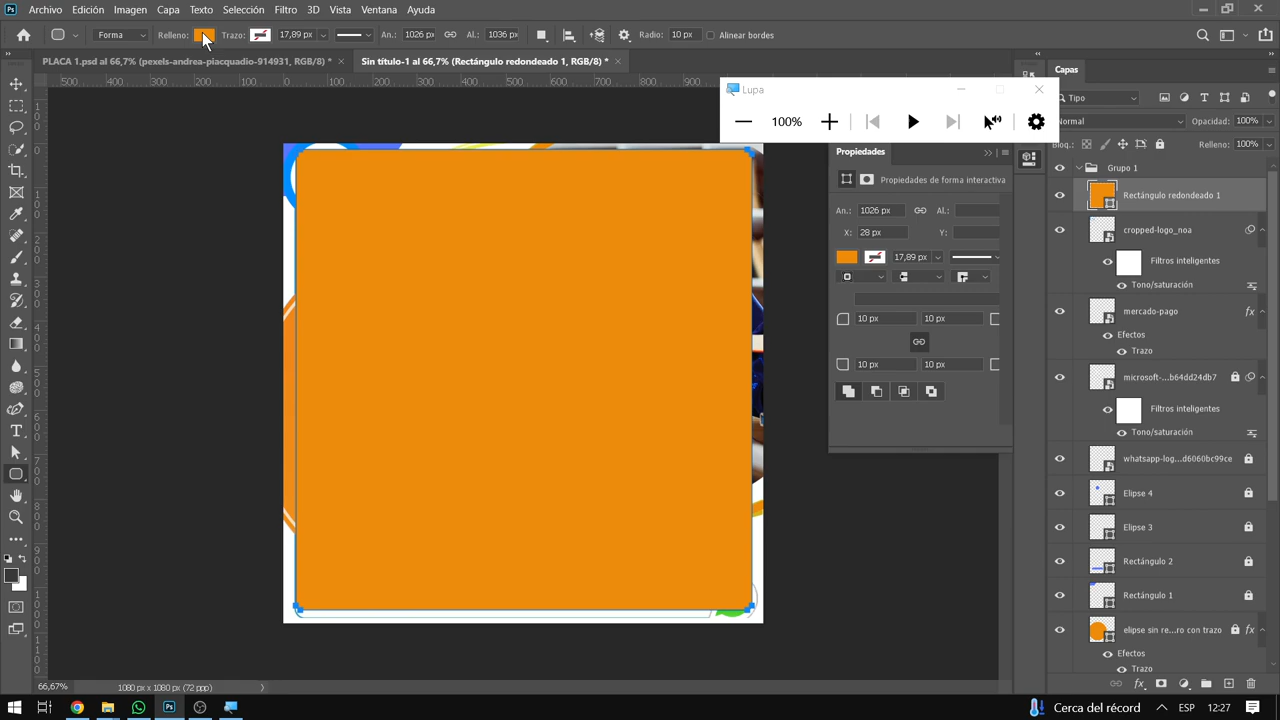 Archivo Edición Imagen Capa Texto Selección Filtro 3D Vista Ventana Ayuda
Forma Relleno: Trazo: 17,89 px An.: 1026 px Al.: 1036 px Radio: 10 px Alinear bordes
PLACA 1.psd al 66,7% (pexels-andrea-piacquadio-914931, RGB/8) * × Sin título-1 al 66,7% (Rectángulo redondeado 1, RGB/8) * ×
Lupa
100%
Capas
Tipo
Normal Opacidad: 100%
Bloq.: Relleno: 100%
Propiedades
Propiedades de forma interactiva
An.: 1026 px Al.:
X: 28 px Y:
17,89 px
10 px 10 px
10 px 10 px
Grupo 1
Rectángulo redondeado 1
cropped-logo_noa
Filtros inteligentes
Tono/saturación
mercado-pago fx
Efectos
Trazo
microsoft-...b64dd24db7
Filtros inteligentes
Tono/saturación
whatsapp-log...d6060bc99ce
Elipse 4
Elipse 3
Rectángulo 2
Rectángulo 1
elipse sin re...ro con trazo fx
Efectos
Trazo
66,67% 1080 px x 1080 px (72 ppp)
Cerca del récord ESP 12:27